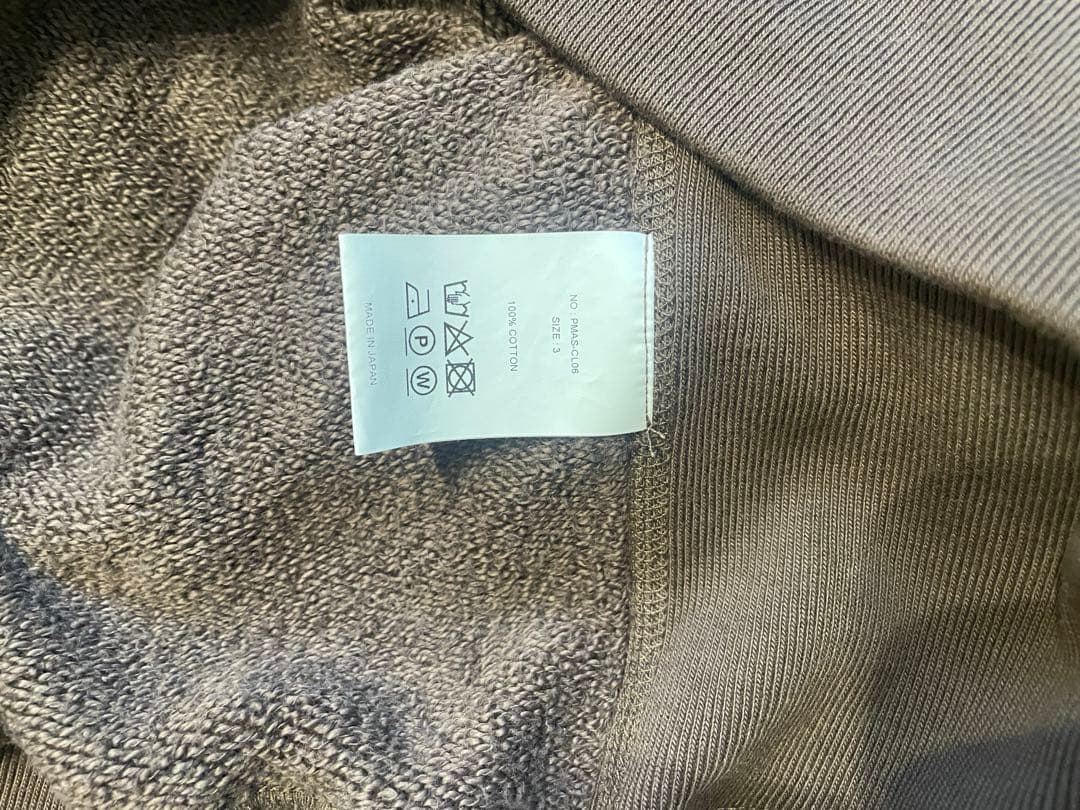 NO : PMAS-CL06
SIZE : 3
100% COTTON
P W
MADE IN JAPAN